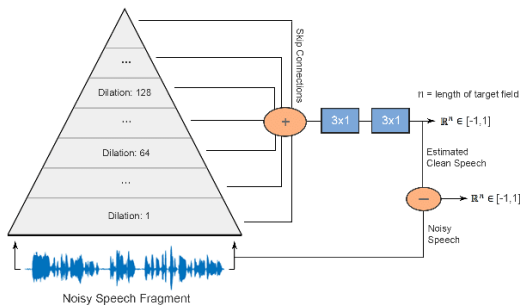 ...
Dilation: 128
...
Dilation: 64
...
Dilation: 1
Noisy Speech Fragment
Skip Connections
+
3x1
3x1
n = length of target field
ℝⁿ ∈ [-1,1]
Estimated
Clean Speech
−
ℝⁿ ∈ [-1,1]
Noisy
Speech